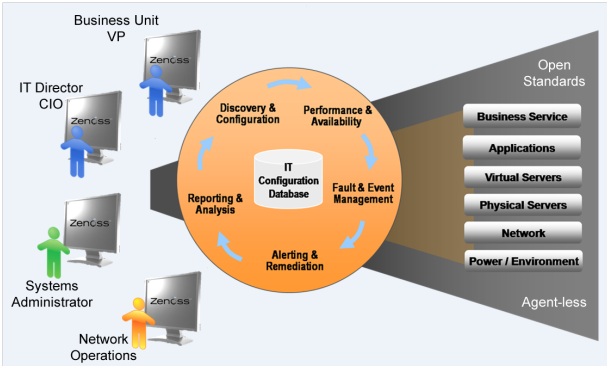 Business Unit
VP
Zenoss
IT Director
CIO
Zenoss
Zenoss
Systems
Administrator
Zenoss
Network
Operations
Discovery &
Configuration
Performance &
Availability
Fault & Event
Management
Alerting &
Remediation
Reporting &
Analysis
IT
Configuration
Database
Open
Standards
Business Service
Applications
Virtual Servers
Physical Servers
Network
Power / Environment
Agent-less